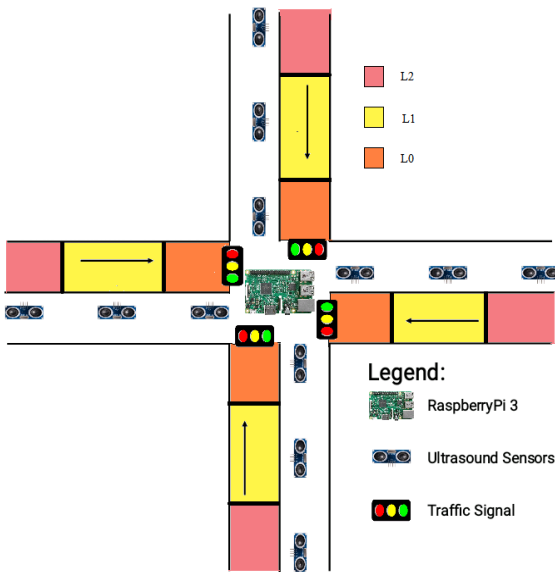 L2
L1
L0
Legend:
RaspberryPi 3
Ultrasound Sensors
Traffic Signal